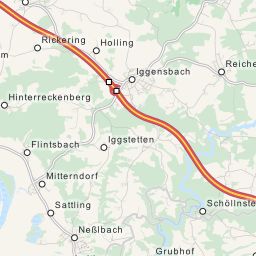 Rickering
Holling
Iggensbach
Reiche
Hinterreckenberg
Flintsbach
Iggstetten
Mitterndorf
Sattling
Schöllnste
Neßlbach
Grubhof